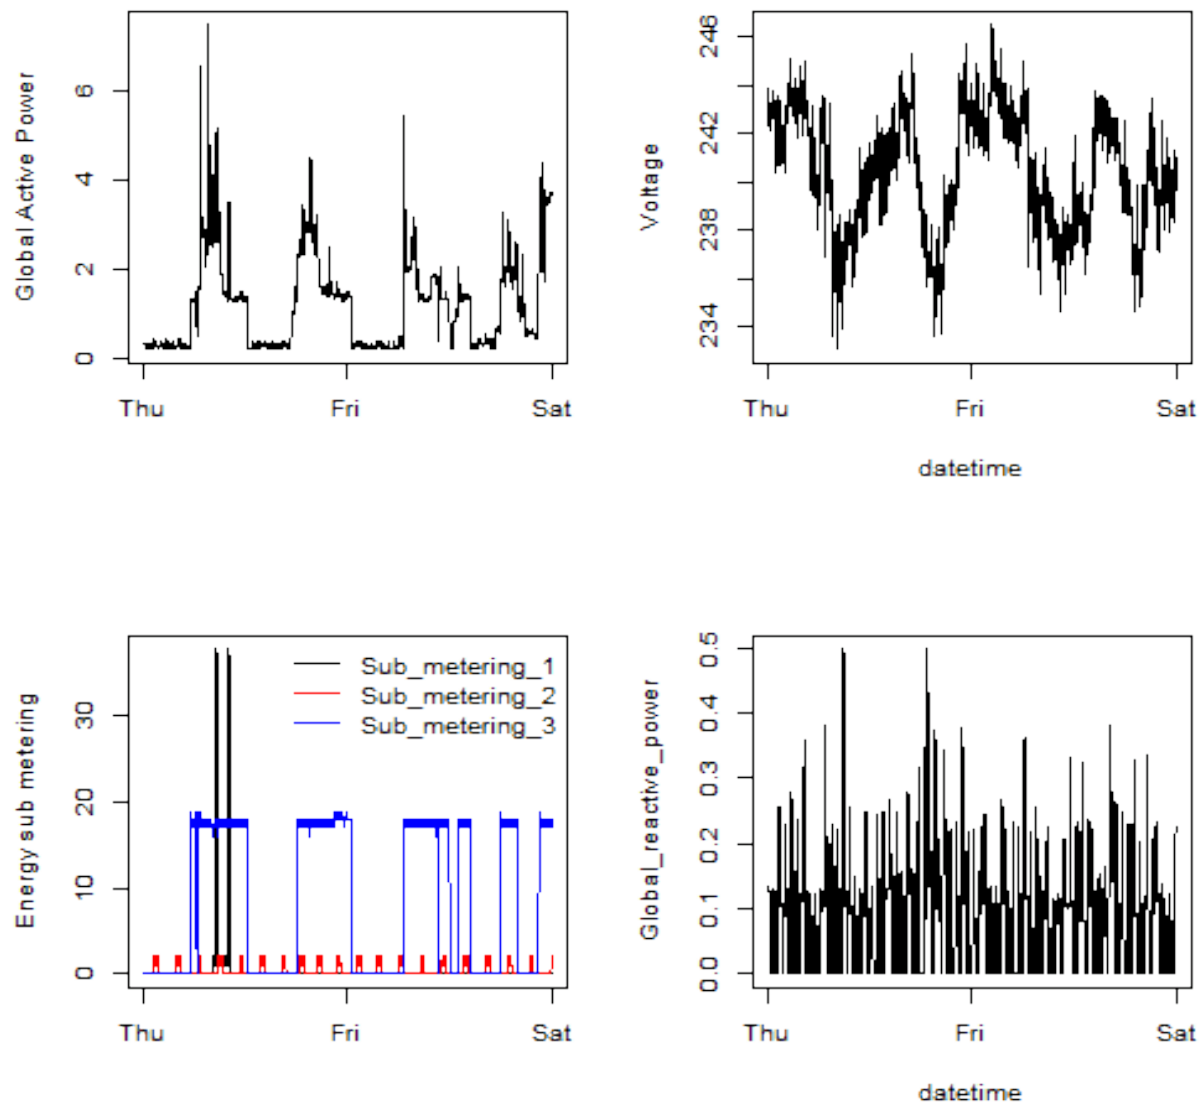 Global Active Power
6
4
2
0
Thu Fri Sat
Voltage
246
242
238
234
Thu Fri Sat
datetime
Energy sub metering
30
20
10
0
Sub_metering_1
Sub_metering_2
Sub_metering_3
Thu Fri Sat
Global_reactive_power
0.5
0.4
0.3
0.2
0.1
0.0
Thu Fri Sat
datetime